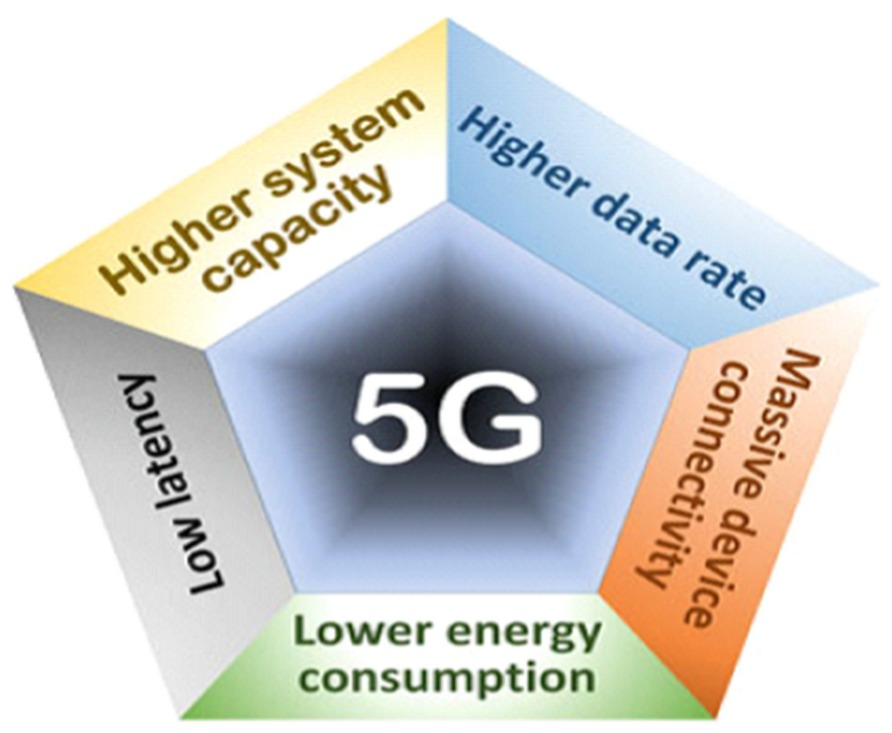 Higher system
capacity
Higher data rate
Massive device
connectivity
Lower energy
consumption
Low latency
5G